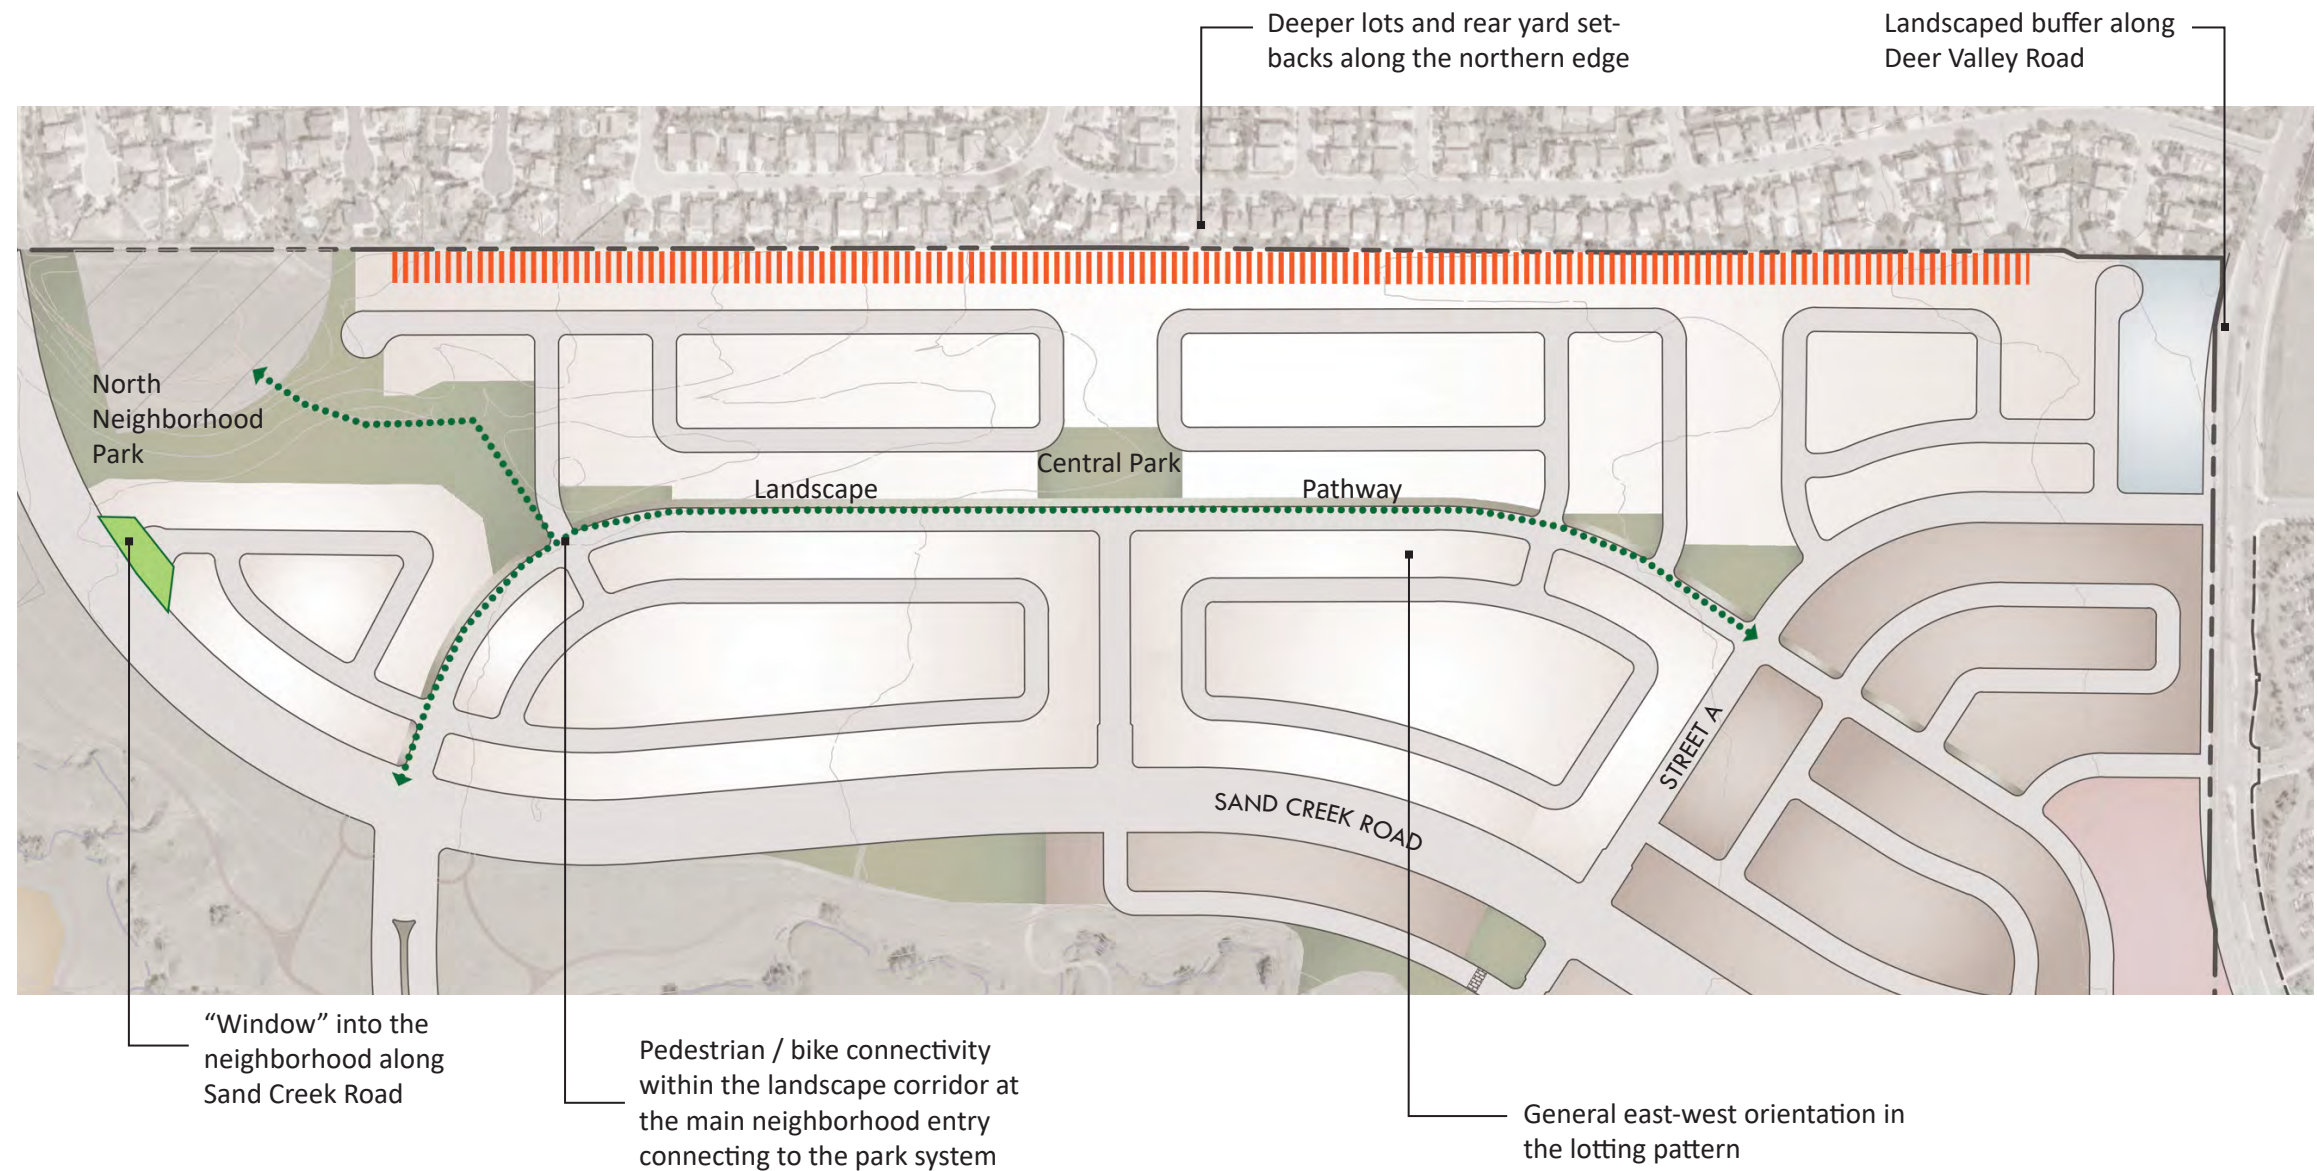 Deeper lots and rear yard set-
backs along the northern edge
Landscaped buffer along
Deer Valley Road
North
Neighborhood
Park
Central Park
Landscape
Pathway
STREET A
SAND CREEK ROAD
“Window” into the
neighborhood along
Sand Creek Road
Pedestrian / bike connectivity
within the landscape corridor at
the main neighborhood entry
connecting to the park system
General east-west orientation in
the lotting pattern